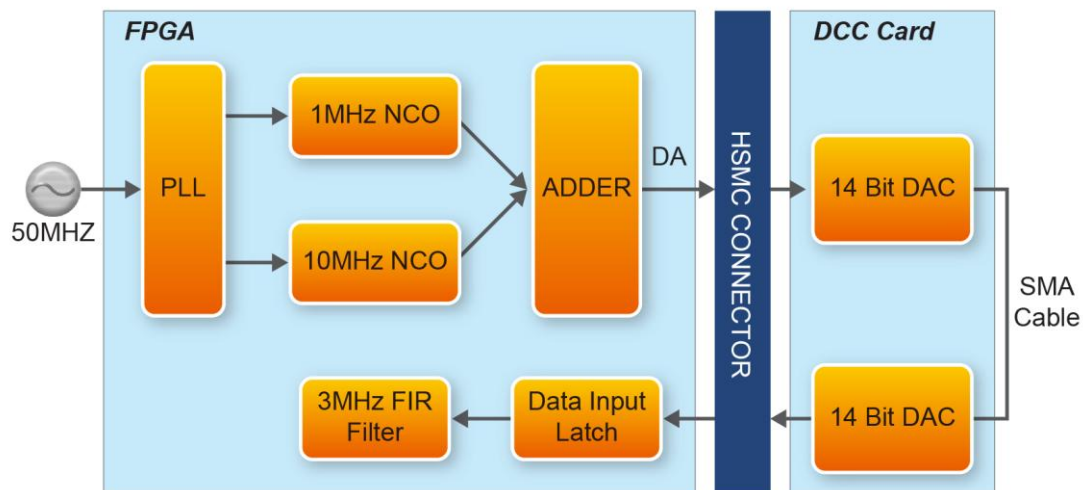 FPGA
DCC Card
1MHz NCO
PLL
ADDER
DA
HSMC CONNECTOR
14 Bit DAC
50MHZ
10MHz NCO
SMA
Cable
3MHz FIR
Filter
Data Input
Latch
14 Bit DAC